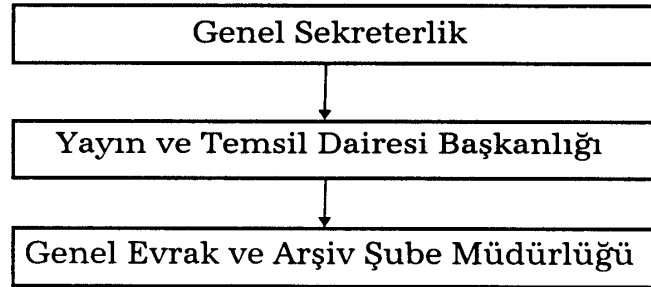 Genel Sekreterlik
Yayın ve Temsil Dairesi Başkanlığı
Genel Evrak ve Arşiv Şube Müdürlüğü